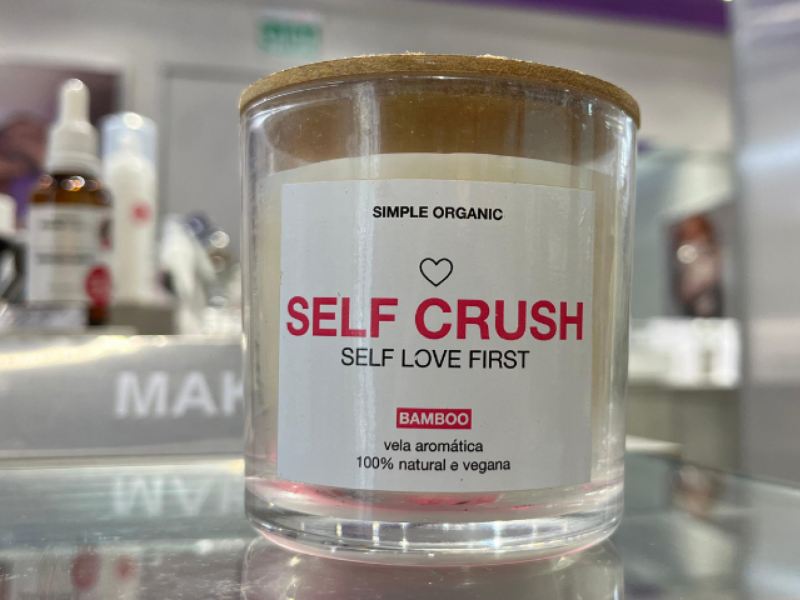 SIMPLE ORGANIC
SELF CRUSH
SELF LOVE FIRST
BAMBOO
vela aromática
100% natural e vegana
MAK